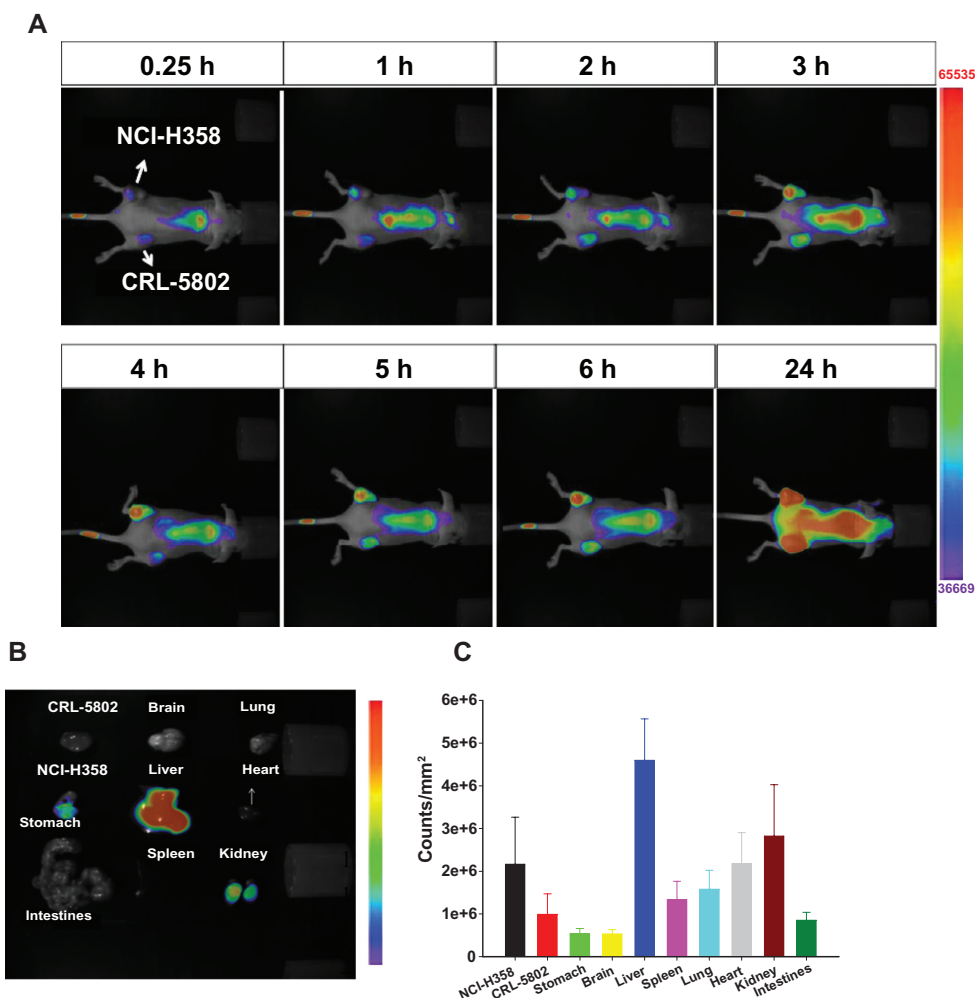 A
0.25 h 1 h 2 h 3 h
65535
NCI-H358
CRL-5802
4 h 5 h 6 h 24 h
36669
B
CRL-5802 Brain Lung
NCI-H358 Liver Heart
Stomach
Spleen Kidney
Intestines
C
6e+6
5e+6
4e+6
3e+6
2e+6
1e+6
0
Counts/mm²
NCI-H358 CRL-5802 Stomach Brain Liver Spleen Lung Heart Kidney Intestines